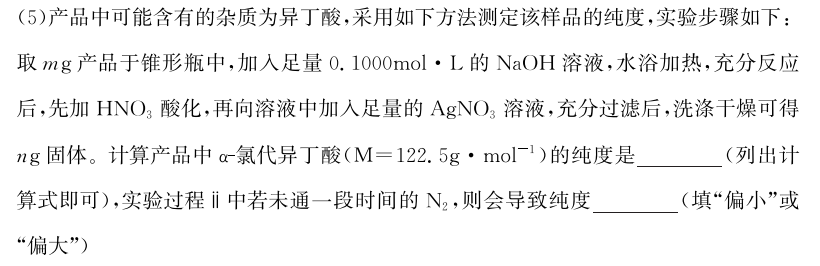 (5)产品中可能含有的杂质为异丁酸,采用如下方法测定该样品的纯度,实验步骤如下:
取 mg 产品于锥形瓶中,加入足量 0.1000mol·L 的 NaOH 溶液,水浴加热,充分反应
后,先加 HNO₃ 酸化,再向溶液中加入足量的 AgNO₃ 溶液,充分过滤后,洗涤干燥可得
ng 固体。计算产品中 α-氯代异丁酸(M=122.5g·mol⁻¹)的纯度是________(列出计
算式即可),实验过程ⅱ中若未通一段时间的 N₂,则会导致纯度________(填“偏小”或
“偏大”)